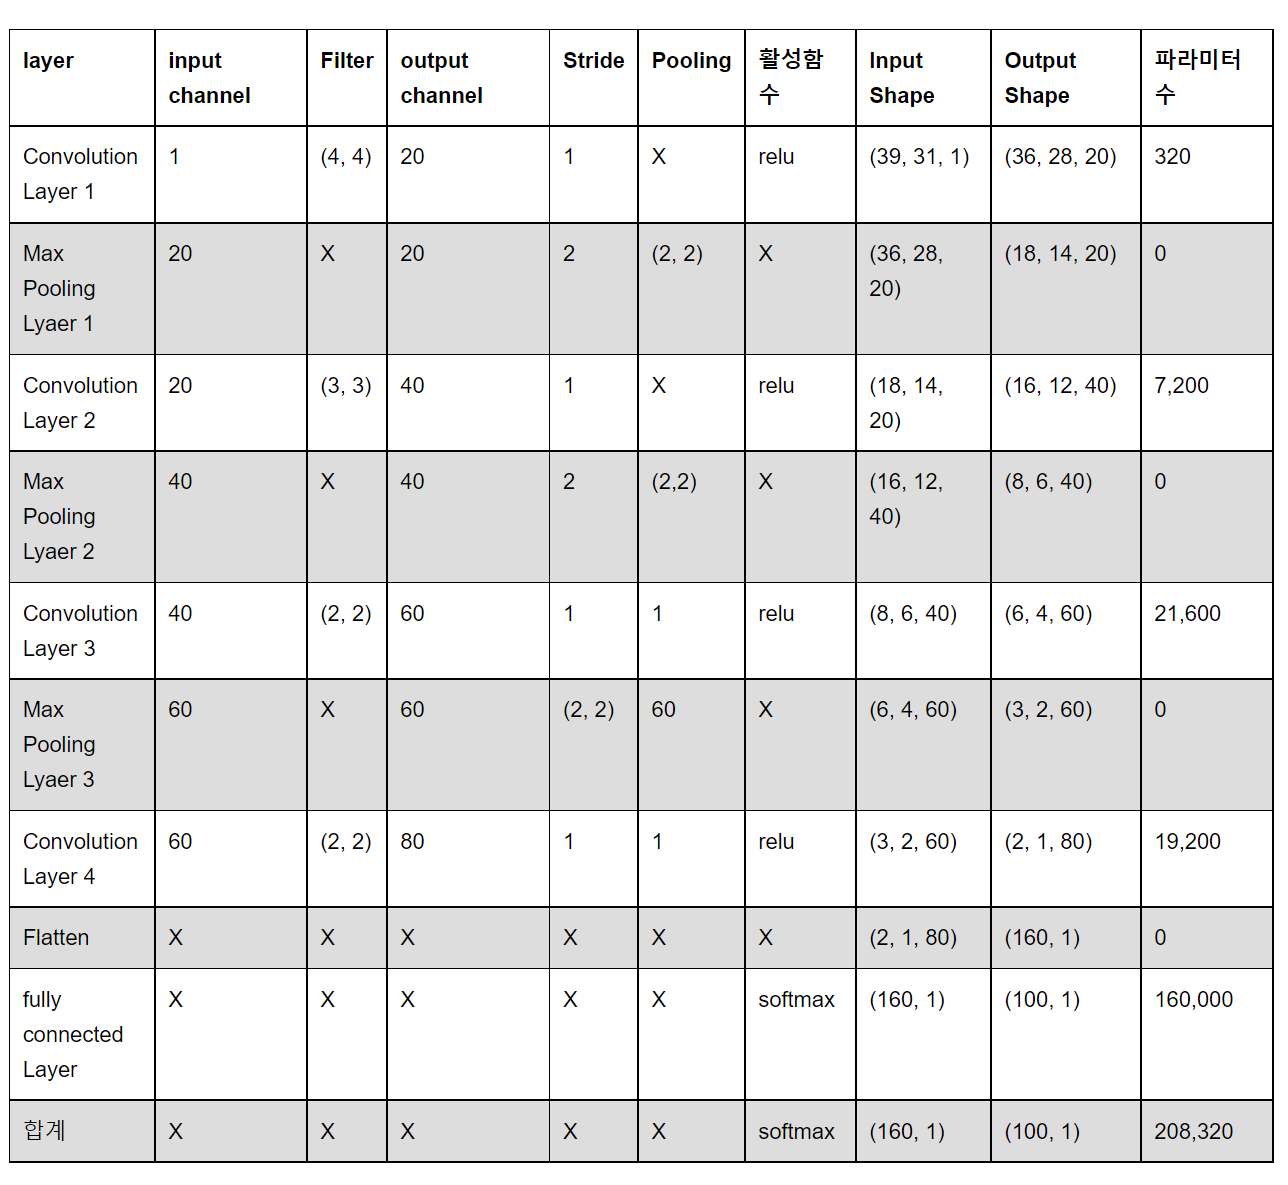 layer input channel Filter output channel Stride Pooling 활성함수 Input Shape Output Shape 파라미터 수
Convolution Layer 1 1 (4, 4) 20 1 X relu (39, 31, 1) (36, 28, 20) 320
Max Pooling Lyaer 1 20 X 20 2 (2, 2) X (36, 28, 20) (18, 14, 20) 0
Convolution Layer 2 20 (3, 3) 40 1 X relu (18, 14, 20) (16, 12, 40) 7,200
Max Pooling Lyaer 2 40 X 40 2 (2,2) X (16, 12, 40) (8, 6, 40) 0
Convolution Layer 3 40 (2, 2) 60 1 1 relu (8, 6, 40) (6, 4, 60) 21,600
Max Pooling Lyaer 3 60 X 60 (2, 2) 60 X (6, 4, 60) (3, 2, 60) 0
Convolution Layer 4 60 (2, 2) 80 1 1 relu (3, 2, 60) (2, 1, 80) 19,200
Flatten X X X X X X (2, 1, 80) (160, 1) 0
fully connected Layer X X X X X softmax (160, 1) (100, 1) 160,000
합계 X X X X X softmax (160, 1) (100, 1) 208,320